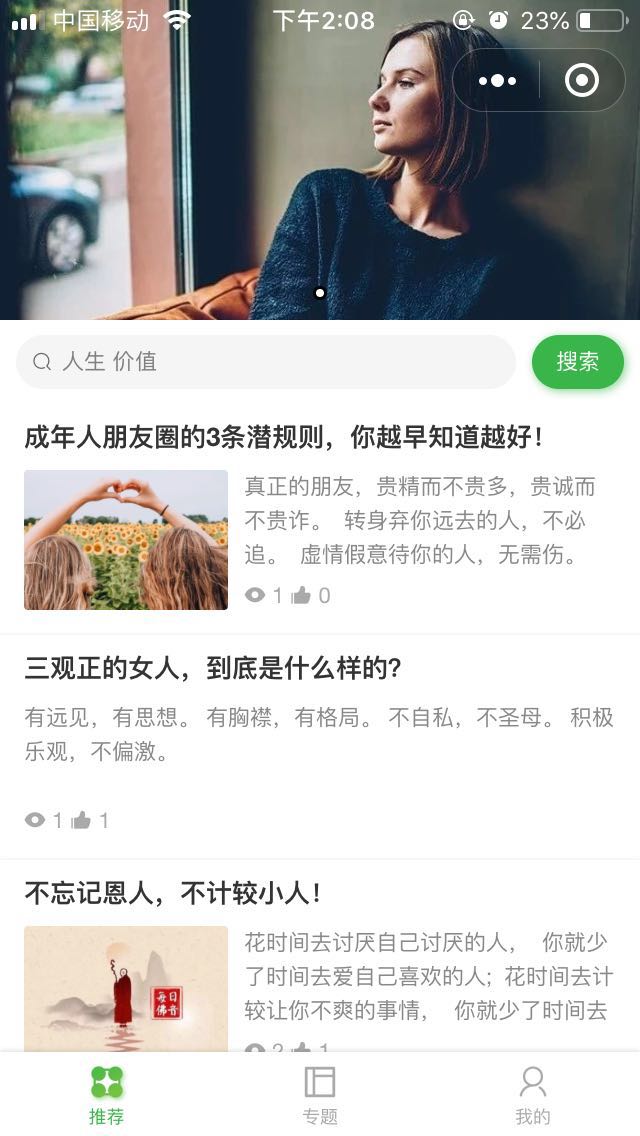 中国移动 下午2:08 23%
人生 价值 搜索
成年人朋友圈的3条潜规则，你越早知道越好！
真正的朋友，贵精而不贵多，贵诚而
不贵诈。 转身弃你远去的人，不必
追。 虚情假意待你的人，无需伤。
1 0
三观正的女人，到底是什么样的？
有远见，有思想。 有胸襟，有格局。 不自私，不圣母。 积极
乐观，不偏激。
1 1
不忘记恩人，不计较小人！
每日
佛音
花时间去讨厌自己讨厌的人， 你就少
了时间去爱自己喜欢的人；花时间去计
较让你不爽的事情， 你就少了时间去
2 1
推荐 专题 我的